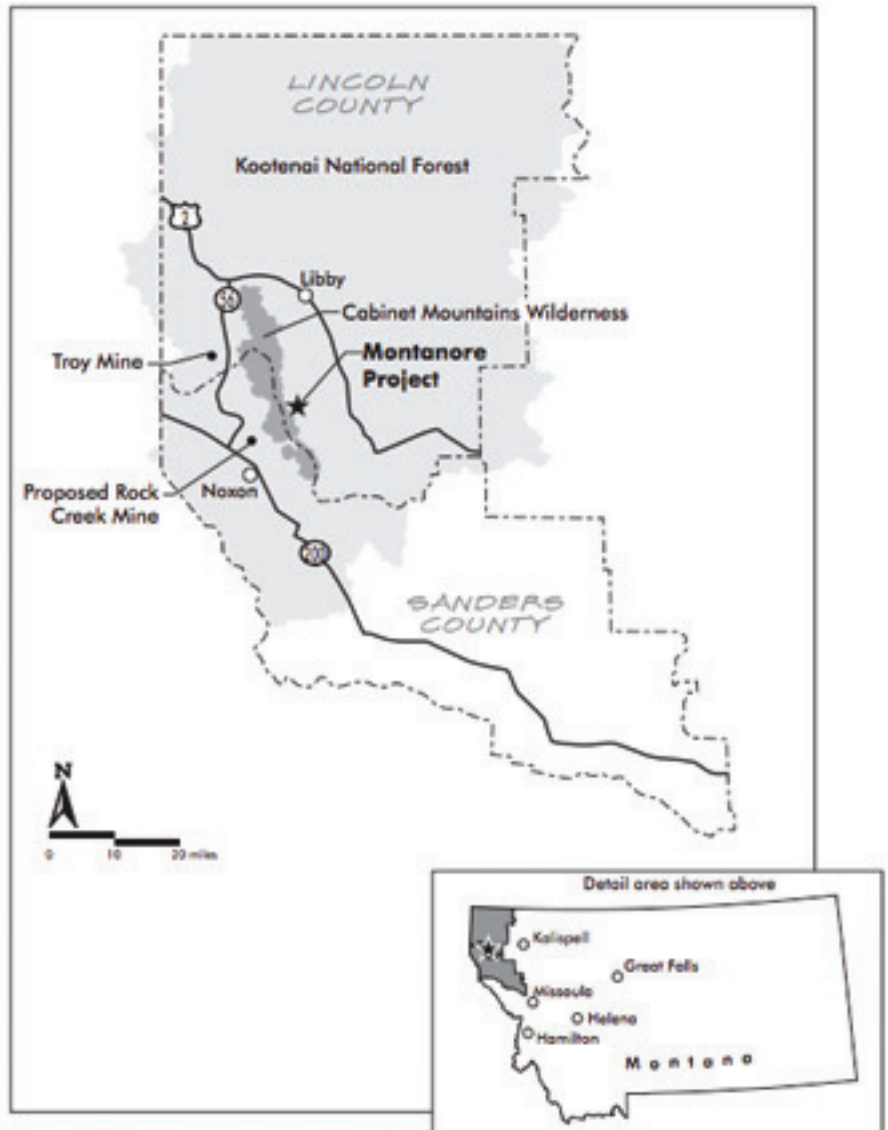 LINCOLN
COUNTY
Kootenai National Forest
2
Libby
56
Cabinet Mountains Wilderness
Troy Mine
Montanore
Project
Proposed Rock
Creek Mine
Noxon
200
SANDERS
COUNTY
N
0 10 20 miles
Detail area shown above
Kalispell
Great Falls
Missoula
Helena
Hamilton
Montana